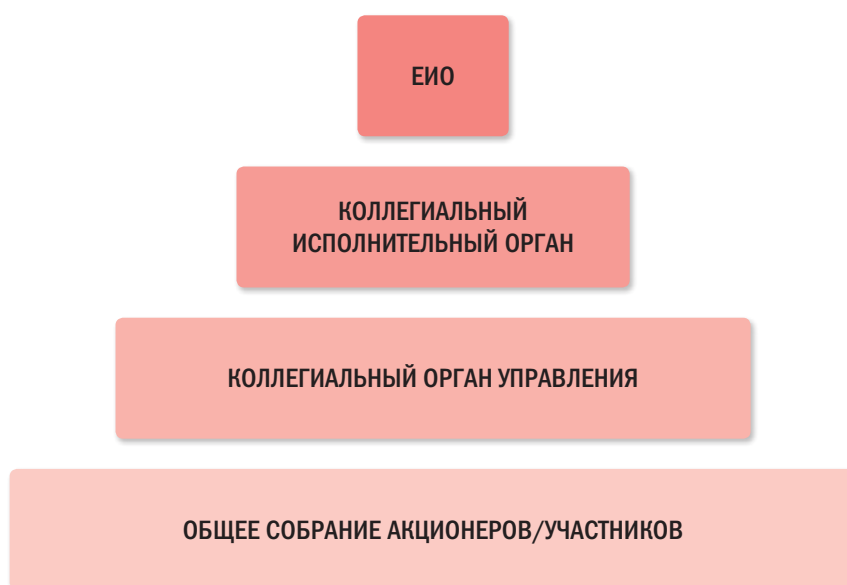 ЕИО
КОЛЛЕГИАЛЬНЫЙ
ИСПОЛНИТЕЛЬНЫЙ ОРГАН
КОЛЛЕГИАЛЬНЫЙ ОРГАН УПРАВЛЕНИЯ
ОБЩЕЕ СОБРАНИЕ АКЦИОНЕРОВ/УЧАСТНИКОВ